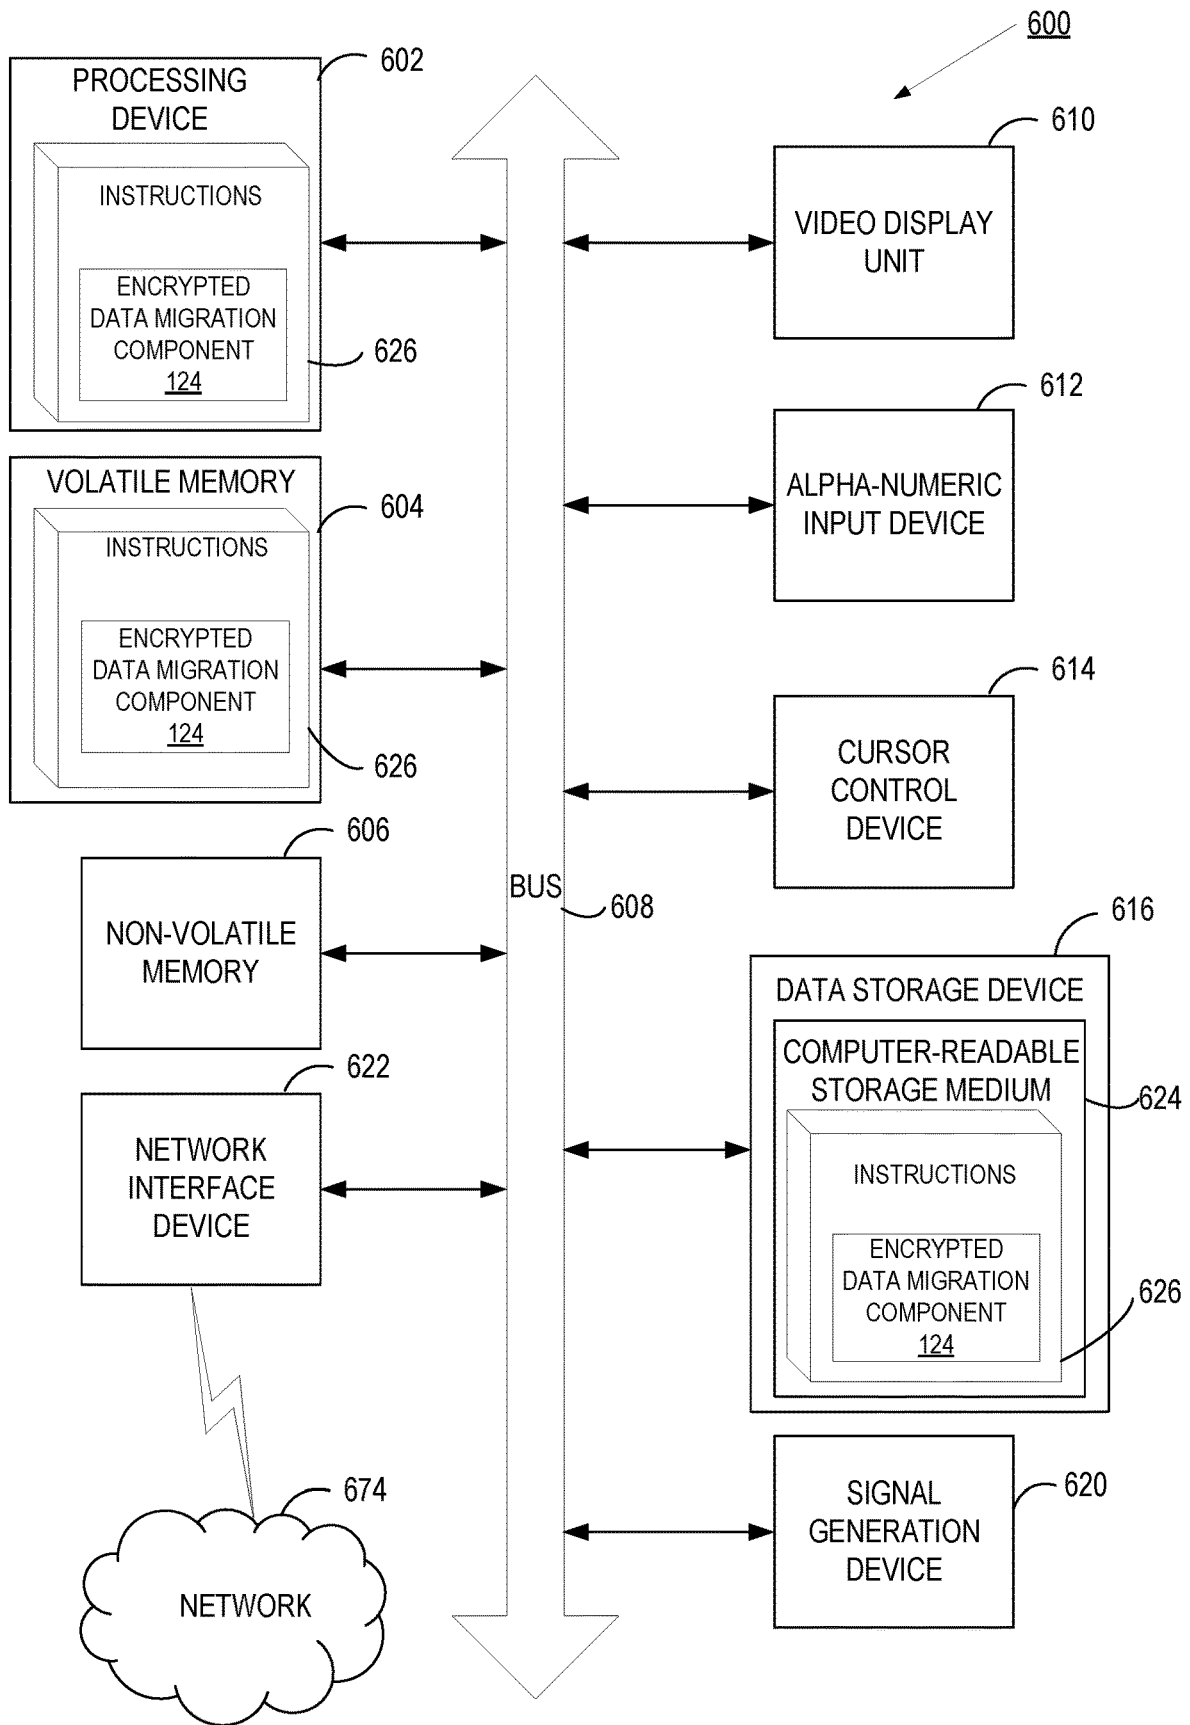 600
602
PROCESSING
DEVICE
INSTRUCTIONS
ENCRYPTED
DATA MIGRATION
COMPONENT
124
626
610
VIDEO DISPLAY
UNIT
VOLATILE MEMORY
604
INSTRUCTIONS
ENCRYPTED
DATA MIGRATION
COMPONENT
124
626
612
ALPHA-NUMERIC
INPUT DEVICE
614
CURSOR
CONTROL
DEVICE
606
NON-VOLATILE
MEMORY
BUS
608
616
DATA STORAGE DEVICE
COMPUTER-READABLE
STORAGE MEDIUM
624
INSTRUCTIONS
ENCRYPTED
DATA MIGRATION
COMPONENT
124
626
622
NETWORK
INTERFACE
DEVICE
674
NETWORK
SIGNAL
GENERATION
DEVICE
620